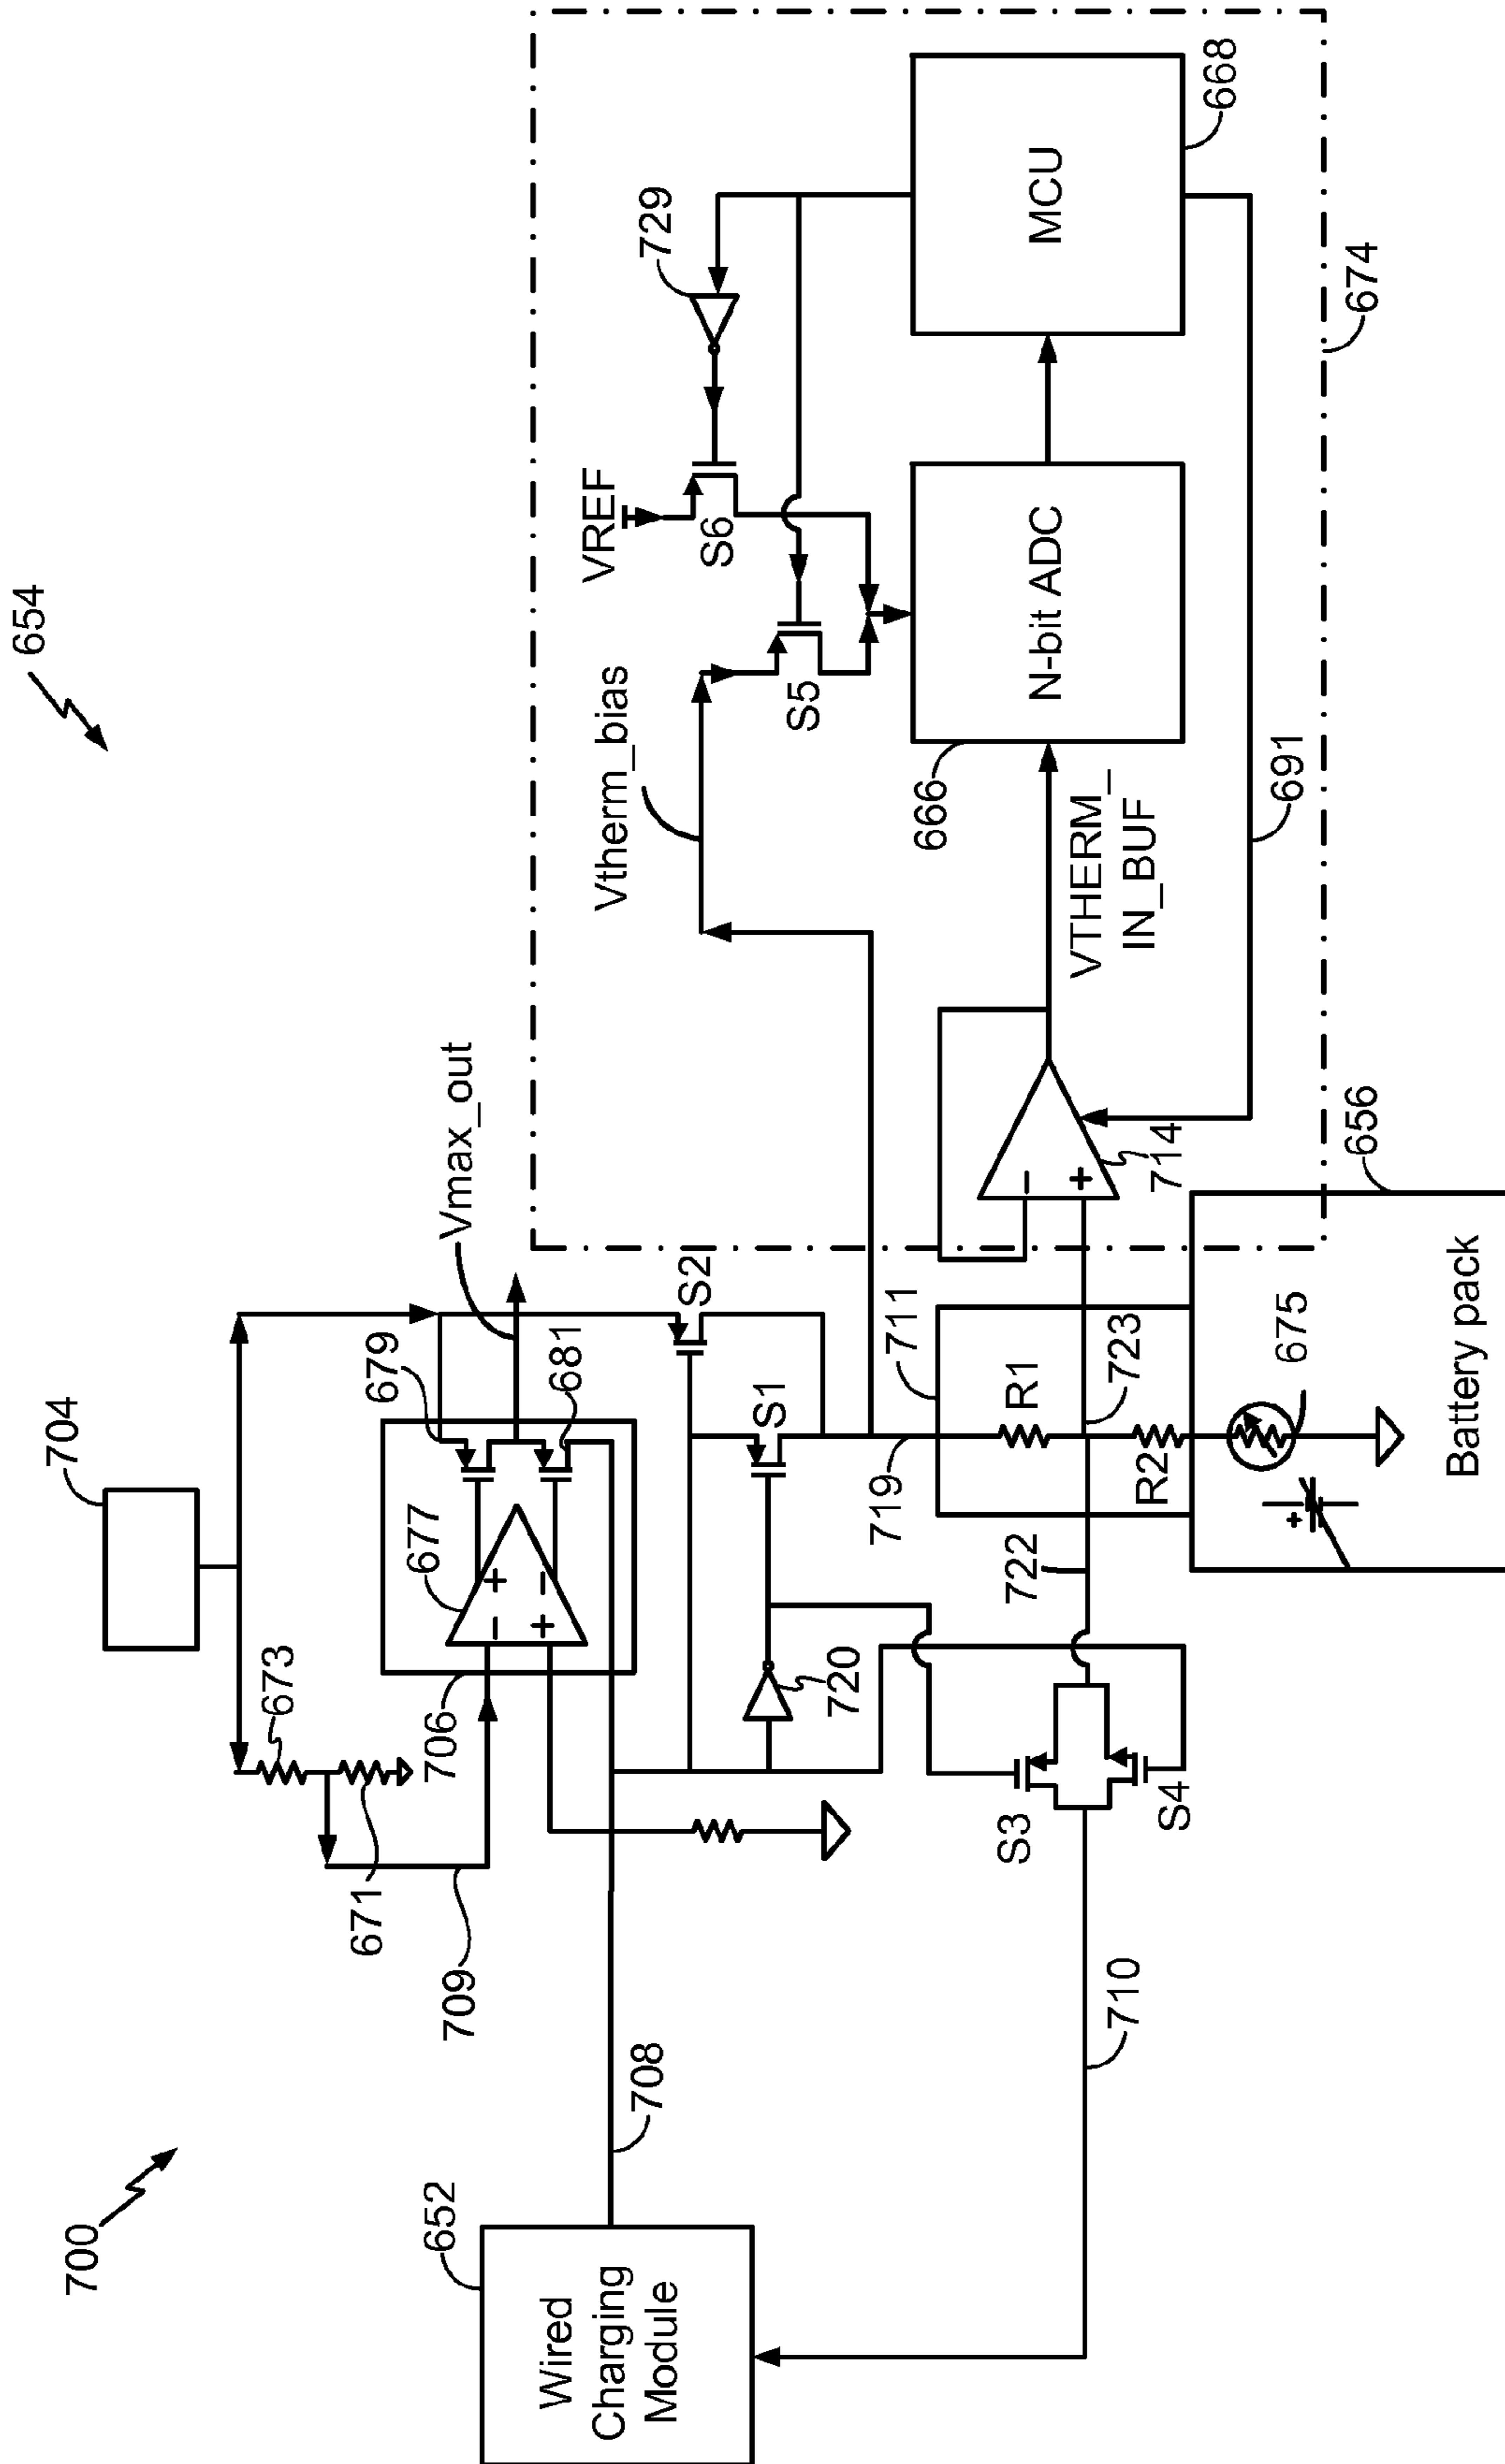 700
654
704
673
671
709
706
677
679
681
Vmax_out
652
Wired
Charging
Module
708
720
S1
S2
719
711
R1
723
R2
722
S3
S4
710
675
656
Battery pack
714
+
−
−
+
−
+
+
VTHERM_
IN_BUF
Vtherm_bias
VREF
S5
S6
729
666
N-bit ADC
MCU
668
691
674